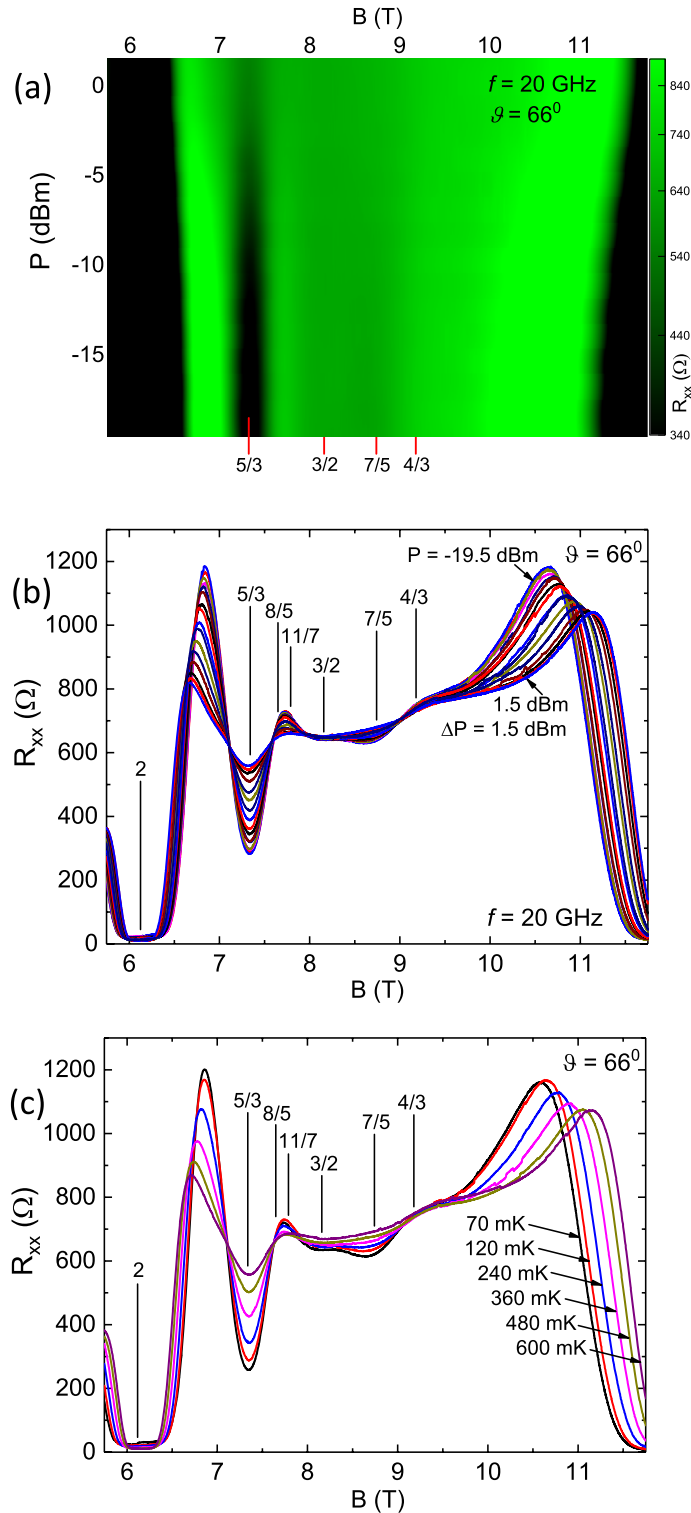 B (T)
6 7 8 9 10 11
(a)
f = 20 GHz
ϑ = 66⁰
P (dBm)
0
-5
-10
-15
840
740
640
540
440
340
Rxx (Ω)
5/3 3/2 7/5 4/3
(b)
P = -19.5 dBm
ϑ = 66⁰
5/3
8/5
11/7
3/2
7/5
4/3
2
1.5 dBm
ΔP = 1.5 dBm
f = 20 GHz
Rxx (Ω)
1200
1000
800
600
400
200
0
6 7 8 9 10 11
B (T)
(c)
ϑ = 66⁰
5/3
8/5
11/7
3/2
7/5
4/3
2
70 mK
120 mK
240 mK
360 mK
480 mK
600 mK
Rxx (Ω)
1200
1000
800
600
400
200
0
6 7 8 9 10 11
B (T)